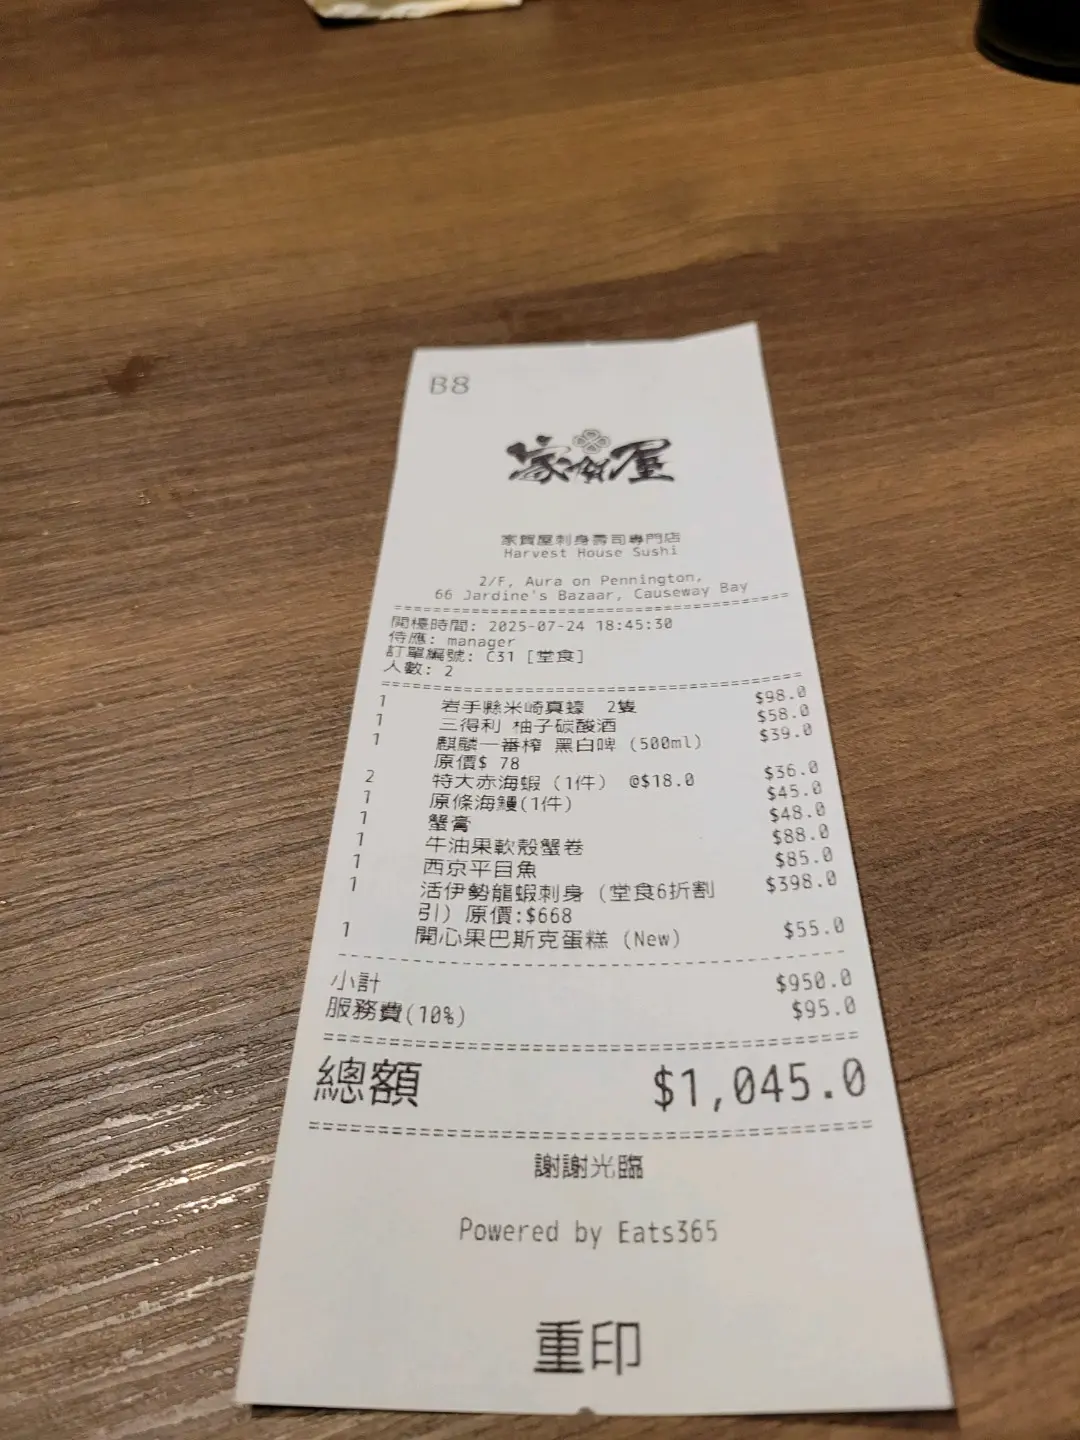 B8
家賀屋
家賀屋刺身壽司專門店
Harvest House Sushi
2/F, Aura on Pennington,
66 Jardine's Bazaar, Causeway Bay
開檯時間: 2025-07-24 18:45:30
侍應: manager
訂單編號: C31 [堂食]
人數: 2
1 岩手縣米崎真蠔 2隻 $98.0
1 三得利 柚子碳酸酒 $58.0
1 麒麟一番榨 黑白啤 (500ml) $39.0
原價$ 78
2 特大赤海蝦 (1件) @$18.0 $36.0
1 原條海鰻(1件) $45.0
1 蟹膏 $48.0
1 牛油果軟殼蟹卷 $88.0
1 西京平目魚 $85.0
1 活伊勢龍蝦刺身 (堂食6折割 $398.0
引) 原價:$668
1 開心果巴斯克蛋糕 (New) $55.0
小計 $950.0
服務費(10%) $95.0
總額 $1,045.0
謝謝光臨
Powered by Eats365
重印